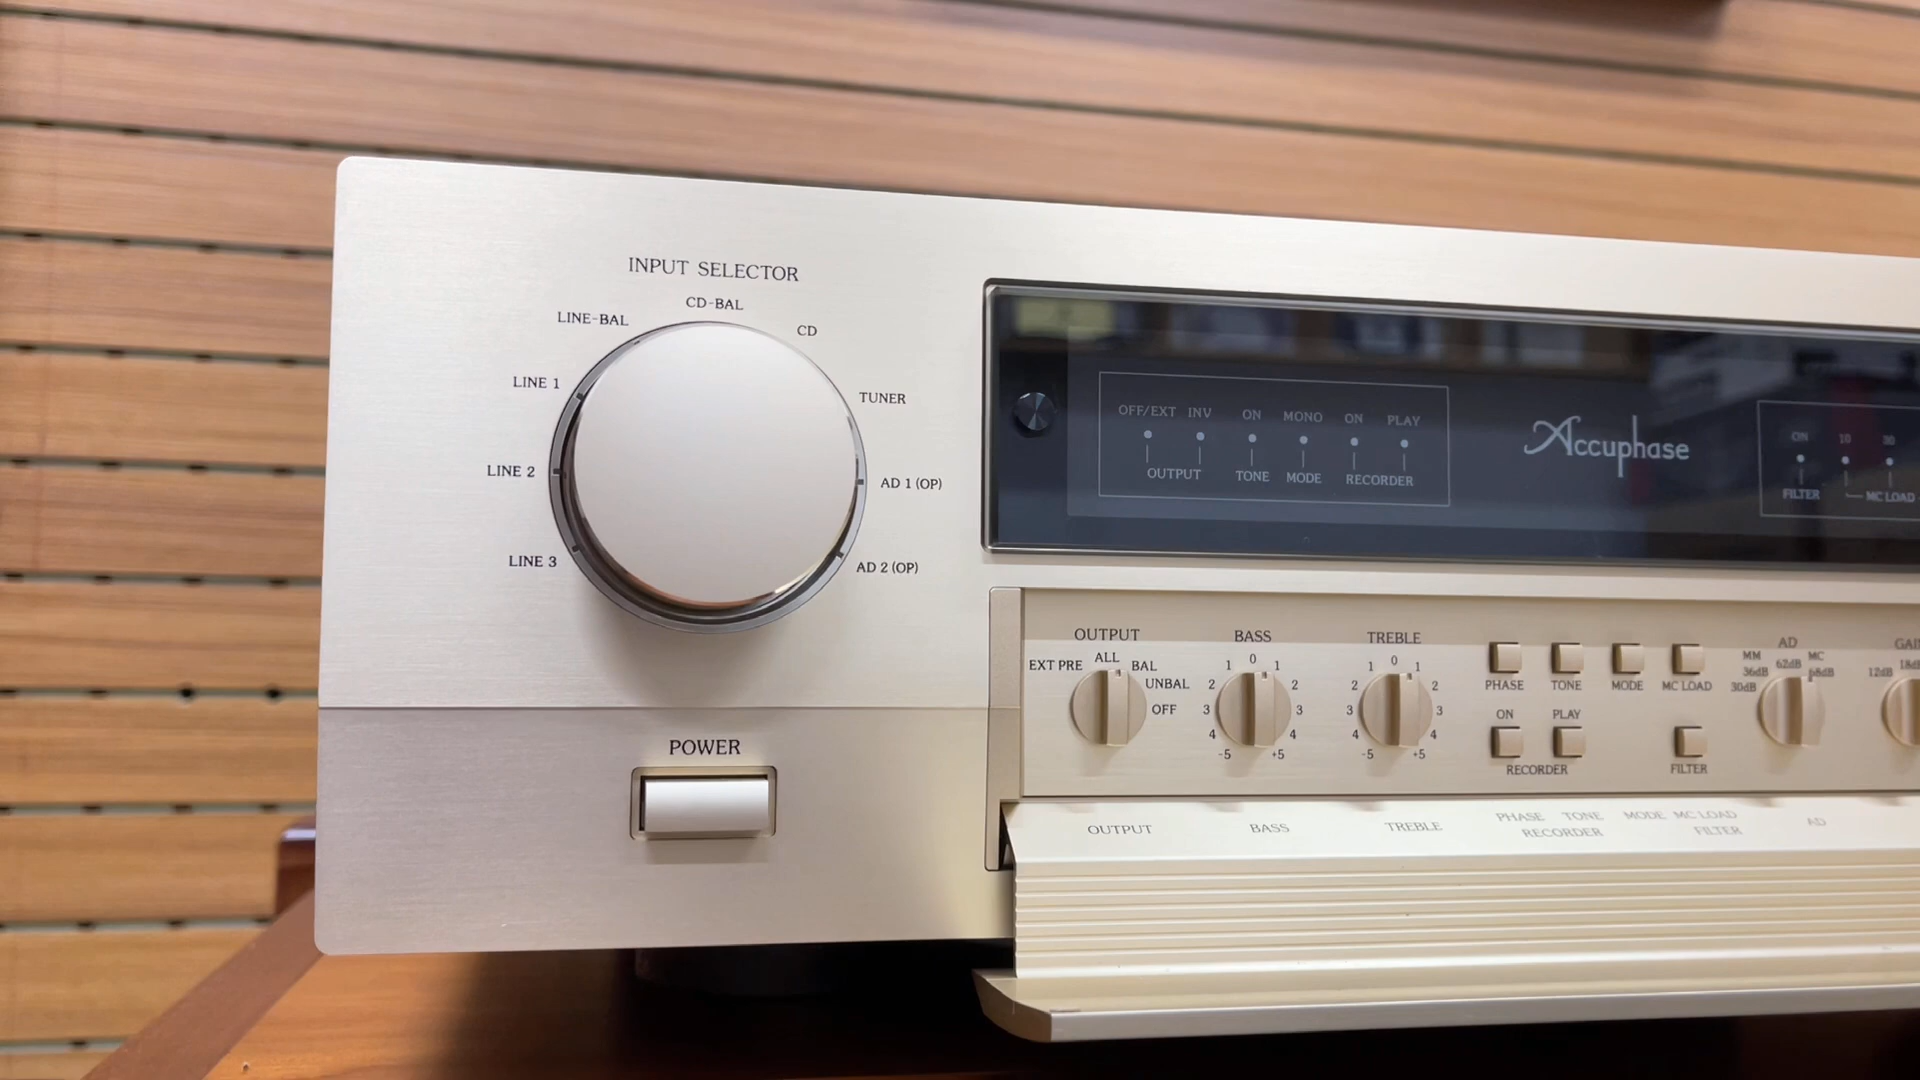 INPUT SELECTOR
CD-BAL
LINE-BAL
CD
LINE 1
TUNER
LINE 2
AD 1 (OP)
LINE 3
AD 2 (OP)
POWER
OFF/EXT INV ON MONO ON PLAY
OUTPUT TONE MODE RECORDER
Accuphase
ON 10 30
FILTER MC LOAD
OUTPUT
EXT PRE ALL BAL
UNBAL
OFF
BASS
1 0 1
2 2
3 3
4 4
-5 +5
TREBLE
1 0 1
2 2
3 3
4 4
-5 +5
PHASE TONE MODE MC LOAD
ON PLAY
RECORDER FILTER
AD
MM MC
36dB 62dB 68dB
30dB
12dB
OUTPUT BASS TREBLE PHASE TONE MODE MC LOAD AD
RECORDER FILTER